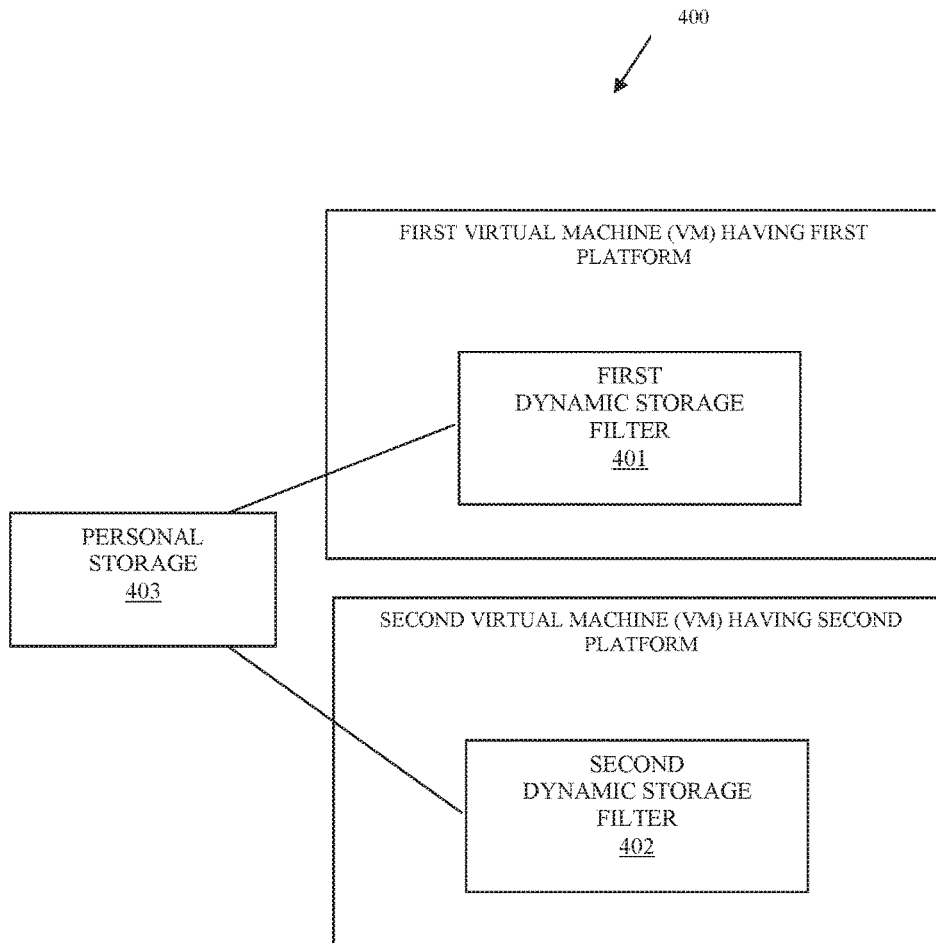 400
FIRST VIRTUAL MACHINE (VM) HAVING FIRST
PLATFORM
FIRST
DYNAMIC STORAGE
FILTER
401
PERSONAL
STORAGE
403
SECOND VIRTUAL MACHINE (VM) HAVING SECOND
PLATFORM
SECOND
DYNAMIC STORAGE
FILTER
402